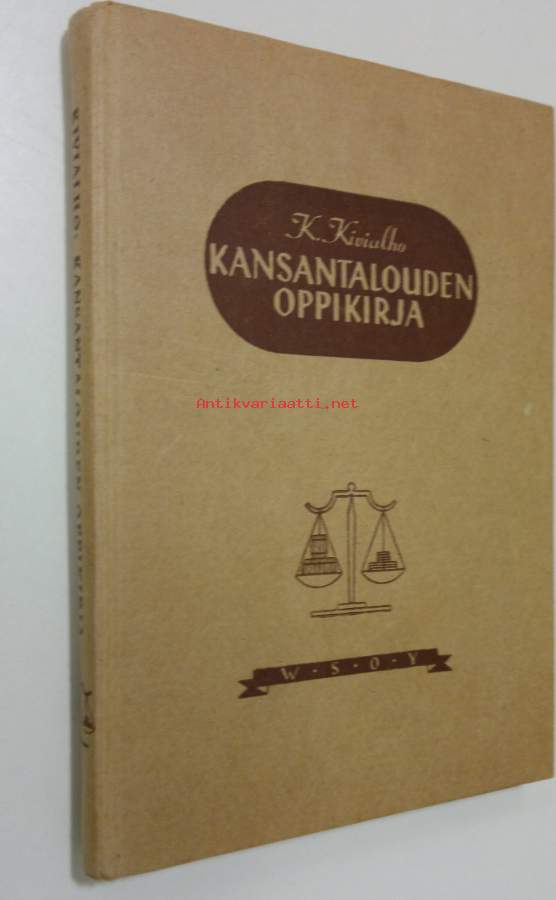 K. Kivialho
KANSANTALOUDEN
OPPIKIRJA
Antikvariaatti.net
W·S·O·Y
KIVIALHO: KANSANTALOUDEN OPPIKIRJA